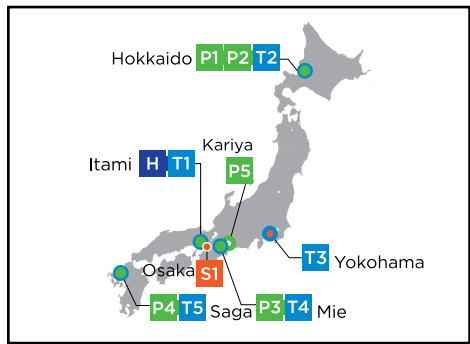 Hokkaido P1 P2 T2
Kariya
P5
Itami H T1
T3 Yokohama
Osaka S1
P4 T5 Saga
P3 T4 Mie